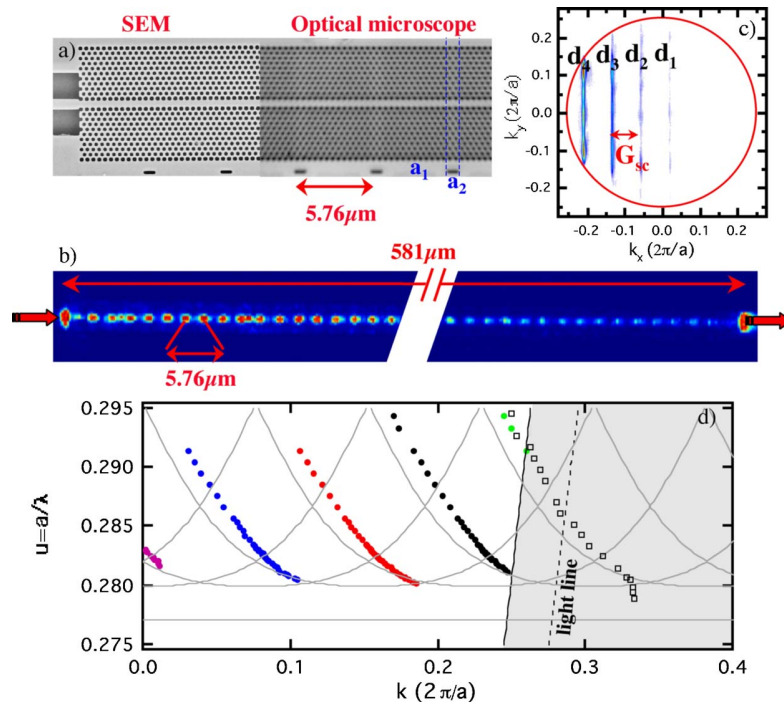 SEM Optical microscope
a)
a₁
a₂
5.76μm
c)
d₄ d₃ d₂ d₁
G_sc
k_y (2π/a)
0.2
0.1
0.0
-0.1
-0.2
-0.2 -0.1 0.0 0.1 0.2
k_x (2π/a)
b)
581μm
5.76μm
d)
u=a/λ
0.295
0.290
0.285
0.280
0.275
light line
0.0 0.1 0.2 0.3 0.4
k (2π/a)